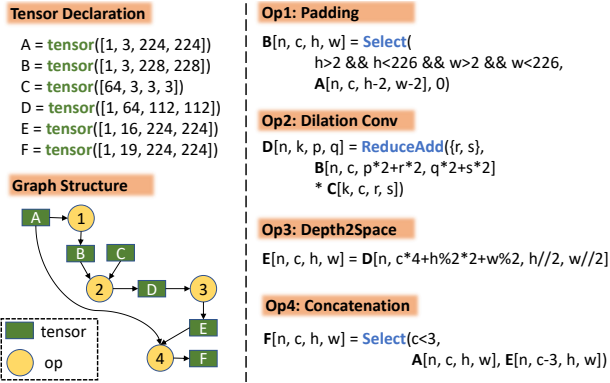 Tensor Declaration
A = tensor([1, 3, 224, 224])
B = tensor([1, 3, 228, 228])
C = tensor([64, 3, 3, 3])
D = tensor([1, 64, 112, 112])
E = tensor([1, 16, 224, 224])
F = tensor([1, 19, 224, 224])
Graph Structure
A
1
B
C
2
D
3
E
4
F
tensor
op
Op1: Padding
B[n, c, h, w] = Select(
h>2 && h<226 && w>2 && w<226,
A[n, c, h-2, w-2], 0)
Op2: Dilation Conv
D[n, k, p, q] = ReduceAdd({r, s},
B[n, c, p*2+r*2, q*2+s*2]
* C[k, c, r, s])
Op3: Depth2Space
E[n, c, h, w] = D[n, c*4+h%2*2+w%2, h//2, w//2]
Op4: Concatenation
F[n, c, h, w] = Select(c<3,
A[n, c, h, w], E[n, c-3, h, w])